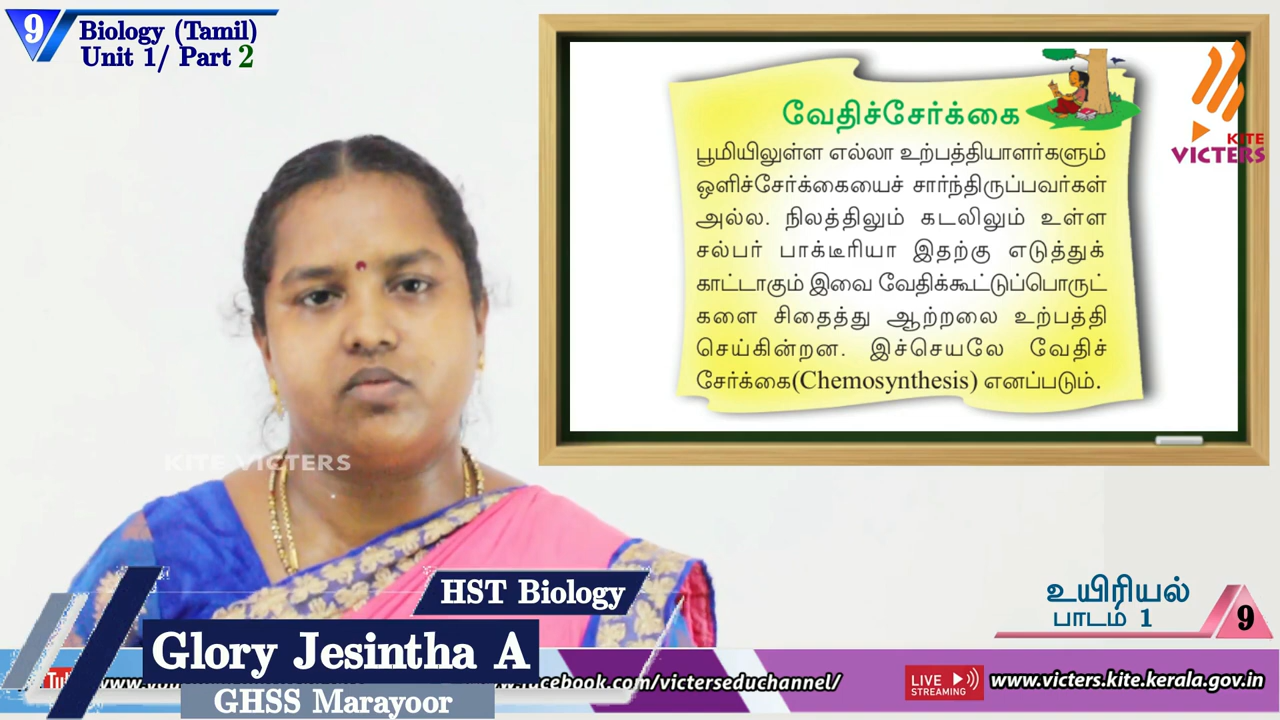 9
Biology (Tamil)
Unit 1/ Part 2
வேதிச்சேர்க்கை
பூமியிலுள்ள எல்லா உற்பத்தியாளர்களும்
ஒளிச்சேர்க்கையைச் சார்ந்திருப்பவர்கள்
அல்ல. நிலத்திலும் கடலிலும் உள்ள
சல்பர் பாக்டீரியா இதற்கு எடுத்துக்
காட்டாகும் இவை வேதிக்கூட்டுப்பொருட்
களை சிதைத்து ஆற்றலை உற்பத்தி
செய்கின்றன. இச்செயலே வேதிச்
சேர்க்கை(Chemosynthesis) எனப்படும்.
KITE
VICTERS
KITE VICTERS
HST Biology
Glory Jesintha A
GHSS Marayoor
உயிரியல்
பாடம் 1
9
.facebook.com/victerseduchannel/
LIVE
STREAMING
www.victers.kite.kerala.gov.in